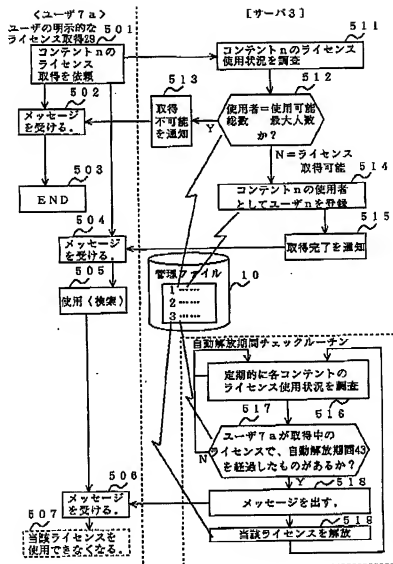 〈ユーザ7a〉
[サーバ3]
ユーザの明示的な
ライセンス取得29
501
コンテントnの
ライセンス
取得を依頼
511
コンテントnのライセンス
使用状況を調査
502
メッセージ
を受ける。
513
取得
不可能
を通知
512
使用者＝使用可能
総数 最大人数
か？
Y
N＝ライセンス
取得可能
503
END
514
コンテントnの使用者
としてユーザnを登録
504
メッセージ
を受ける。
515
取得完了を通知
505
使用（検索）
管理ファイル
10
1……
2……
3……
自動解放期間チェックルーチン
定期的に各コンテントの
ライセンス使用状況を調査
516
517
ユーザ7aが取得中の
ライセンスで、自動解放期間43
を経過したものがあるか？
N
Y
506
メッセージ
を受ける。
518
メッセージを出す。
507
当該ライセンスを
使用できなくなる。
519
当該ライセンスを解放